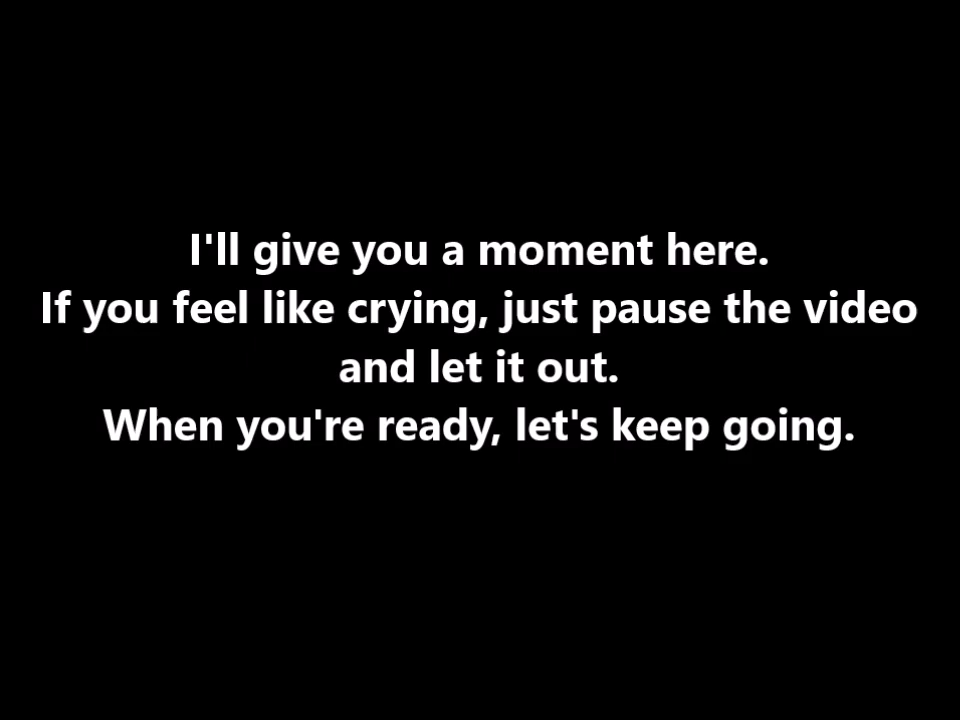 I'll give you a moment here.
If you feel like crying, just pause the video
and let it out.
When you're ready, let's keep going.